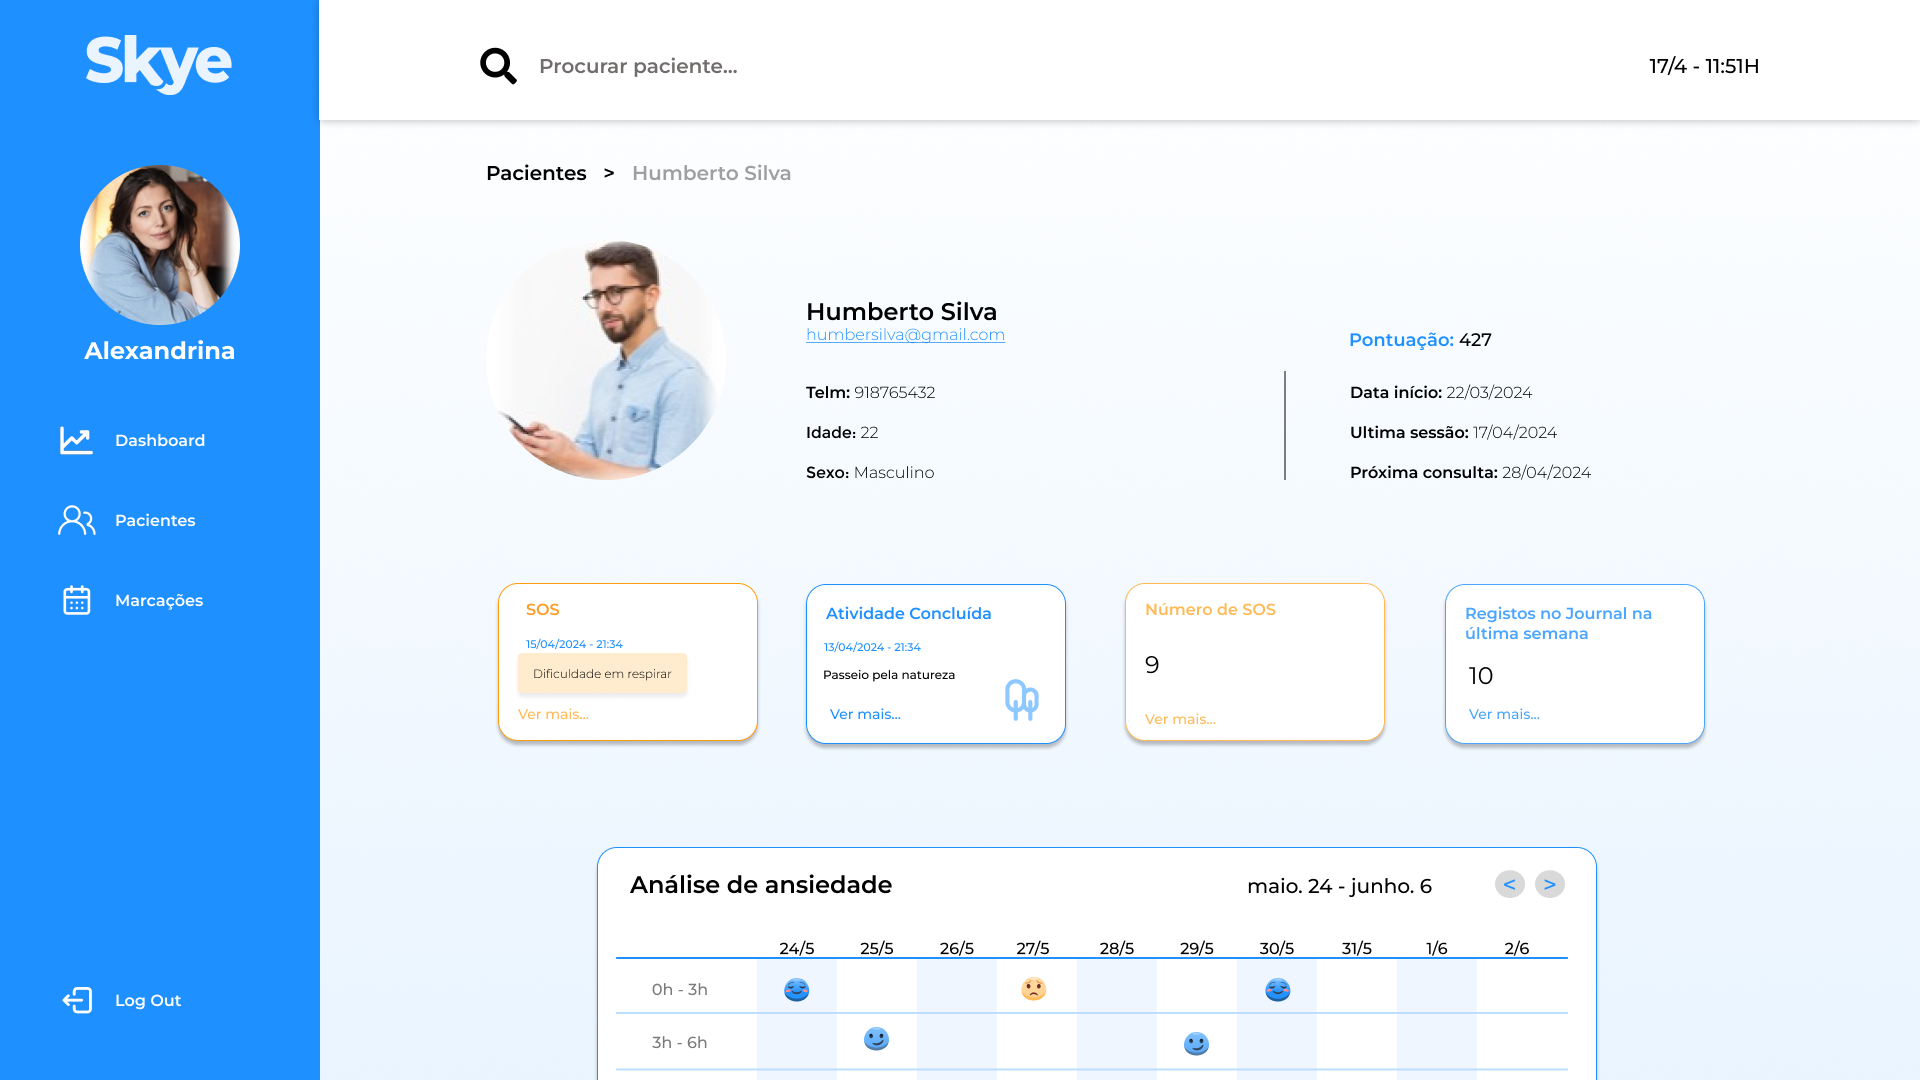 Skye
Procurar paciente...
17/4 - 11:51H
Alexandrina
Dashboard
Pacientes
Marcações
Log Out
Pacientes > Humberto Silva
Humberto Silva
humbersilva@gmail.com
Telm: 918765432
Idade: 22
Sexo: Masculino
Pontuação: 427
Data início: 22/03/2024
Ultima sessão: 17/04/2024
Próxima consulta: 28/04/2024
SOS
15/04/2024 - 21:34
Dificuldade em respirar
Ver mais...
Atividade Concluída
13/04/2024 - 21:34
Passeio pela natureza
Ver mais...
Número de SOS
9
Ver mais...
Registos no Journal na
última semana
10
Ver mais...
Análise de ansiedade
maio. 24 - junho. 6
< >
24/5 25/5 26/5 27/5 28/5 29/5 30/5 31/5 1/6 2/6
0h - 3h
3h - 6h